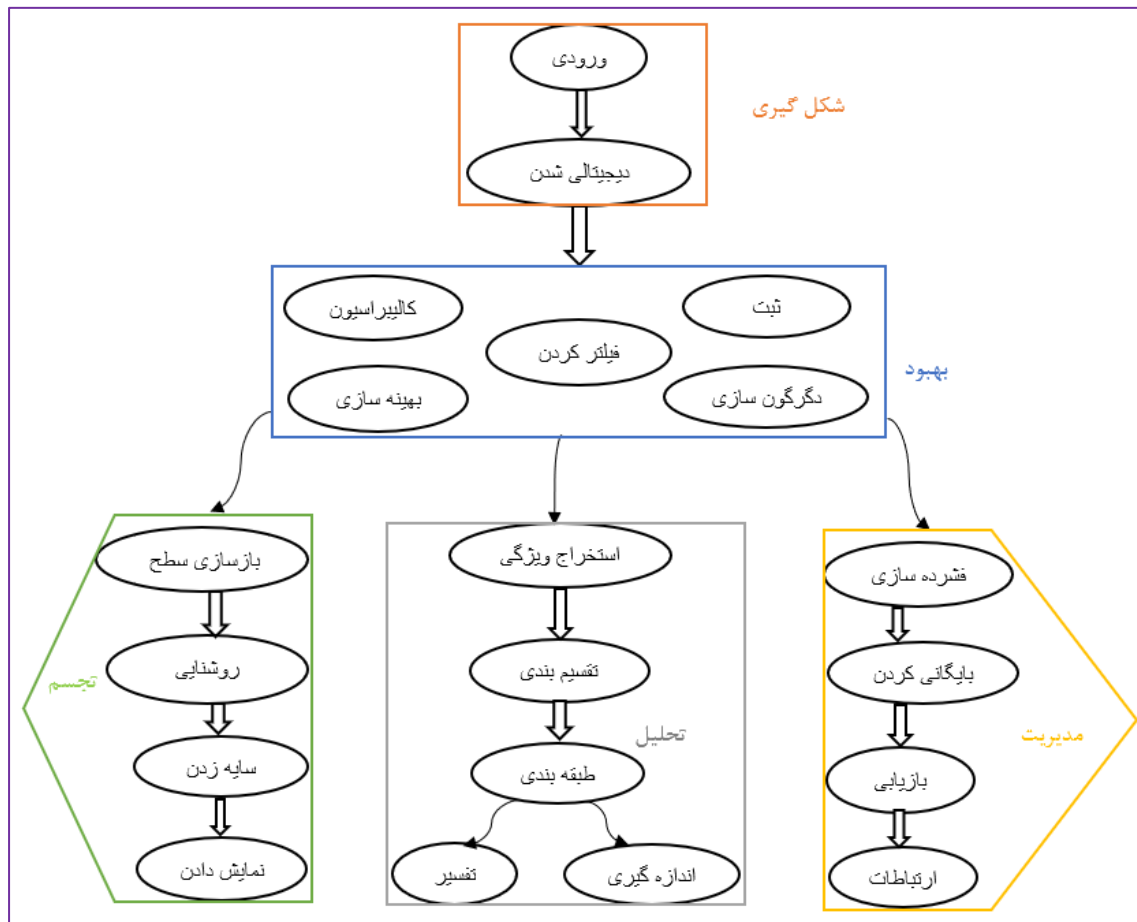 ورودی
شکل گیری
دیجیتالی شدن
ثبت
کالیبراسیون
فیلتر کردن
بهبود
دگرگون سازی
بهینه سازی
فشرده سازی
بایگانی کردن
مدیریت
بازیابی
ارتباطات
استخراج ویژگی
تقسیم بندی
تحلیل
طبقه بندی
اندازه گیری
تفسیر
بازسازی سطح
روشنایی
تجسم
سایه زدن
نمایش دادن